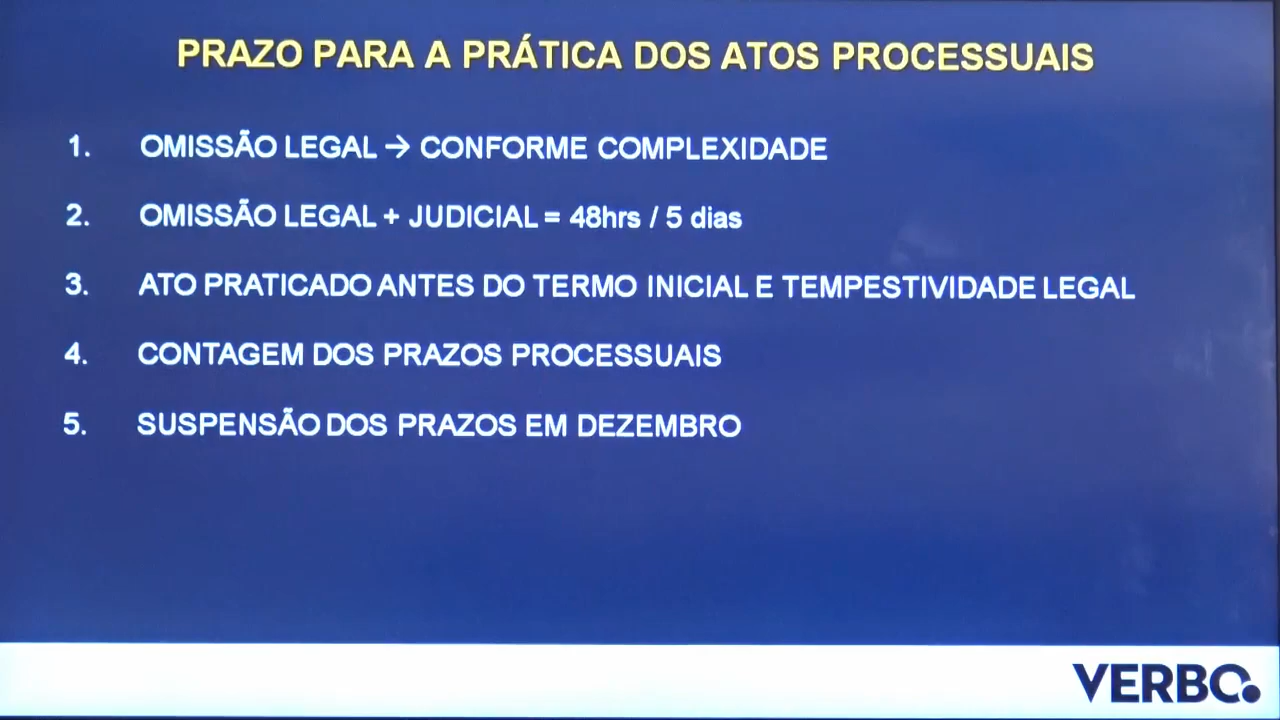 PRAZO PARA A PRÁTICA DOS ATOS PROCESSUAIS
1. OMISSÃO LEGAL → CONFORME COMPLEXIDADE
2. OMISSÃO LEGAL + JUDICIAL = 48hrs / 5 dias
3. ATO PRATICADO ANTES DO TERMO INICIAL E TEMPESTIVIDADE LEGAL
4. CONTAGEM DOS PRAZOS PROCESSUAIS
5. SUSPENSÃO DOS PRAZOS EM DEZEMBRO
VERBO